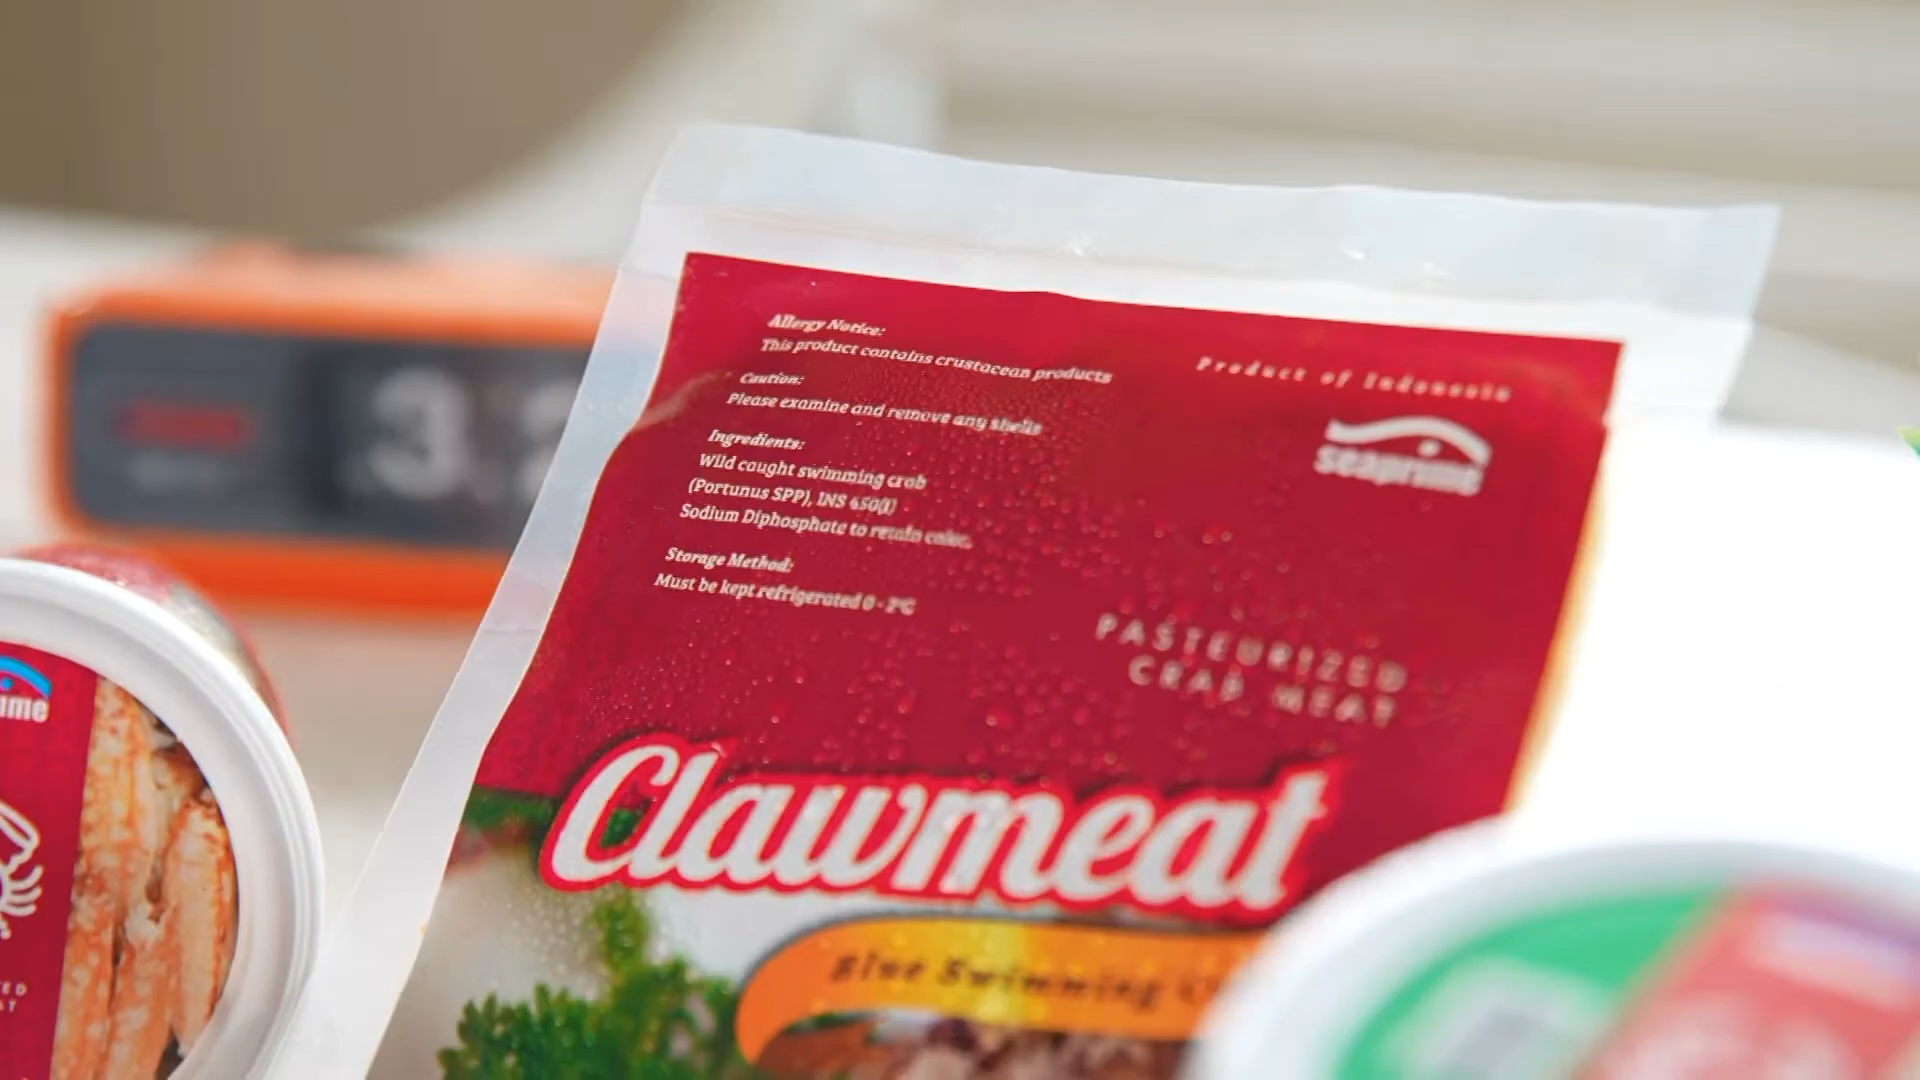 Allergy Notice:
This product contains crustacean products
Caution:
Please examine and remove any shells
Ingredients:
Wild caught swimming crab
(Portunus SPP), INS 450(I)
Sodium Diphosphate to retain color.
Storage Method:
Must be kept refrigerated 0 - 2°C
Product of Indonesia
seaprime
PASTEURIZED
CRAB MEAT
Clawmeat
Blue Swimming
3